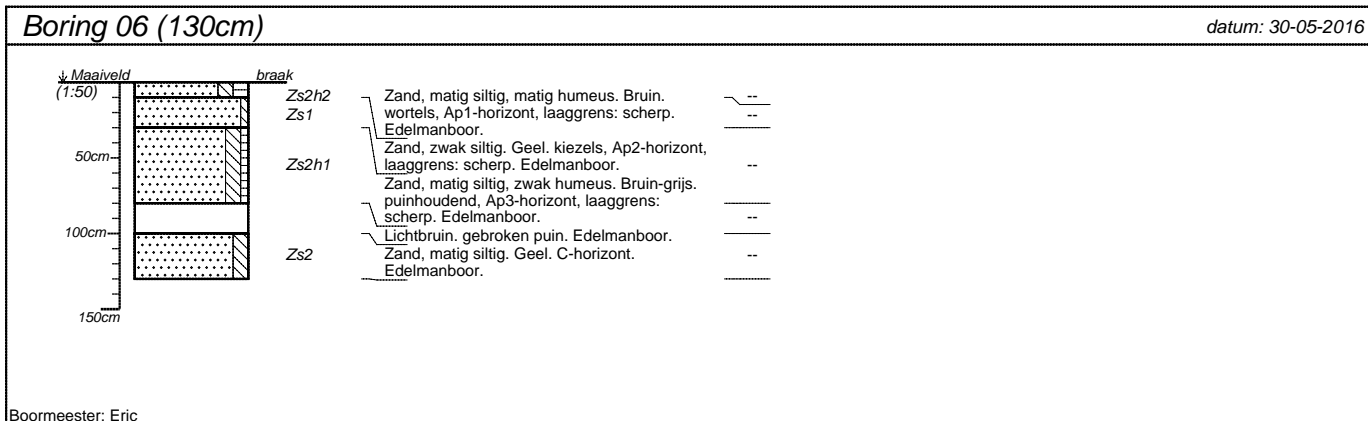 Boring 06 (130cm)
datum: 30-05-2016
Maaiveld
braak
(1:50)
50cm
100cm
150cm
Zs2h2
Zand, matig siltig, matig humeus. Bruin.
wortels, Ap1-horizont, laaggrens: scherp.
Edelmanboor.
--
Zs1
Zand, zwak siltig. Geel. kiezels, Ap2-horizont,
laaggrens: scherp. Edelmanboor.
--
Zs2h1
Zand, matig siltig, zwak humeus. Bruin-grijs.
puinhoudend, Ap3-horizont, laaggrens:
scherp. Edelmanboor.
--
Lichtbruin. gebroken puin. Edelmanboor.
--
Zs2
Zand, matig siltig. Geel. C-horizont.
Edelmanboor.
--
Boormeester: Eric